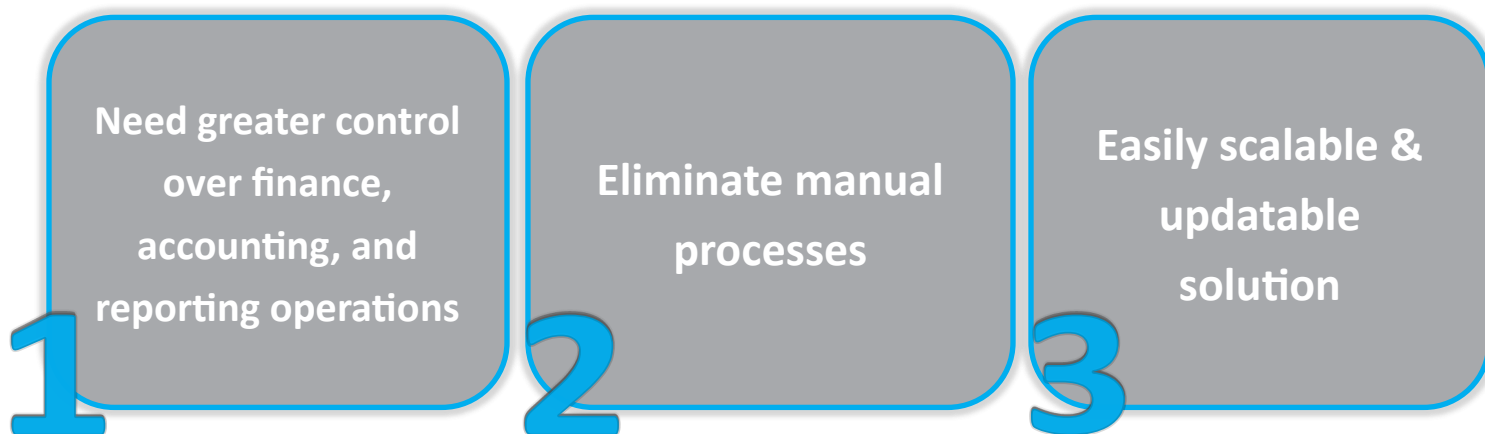 Need greater control
over finance,
accounting, and
reporting operations
1
Eliminate manual
processes
2
Easily scalable &
updatable
solution
3